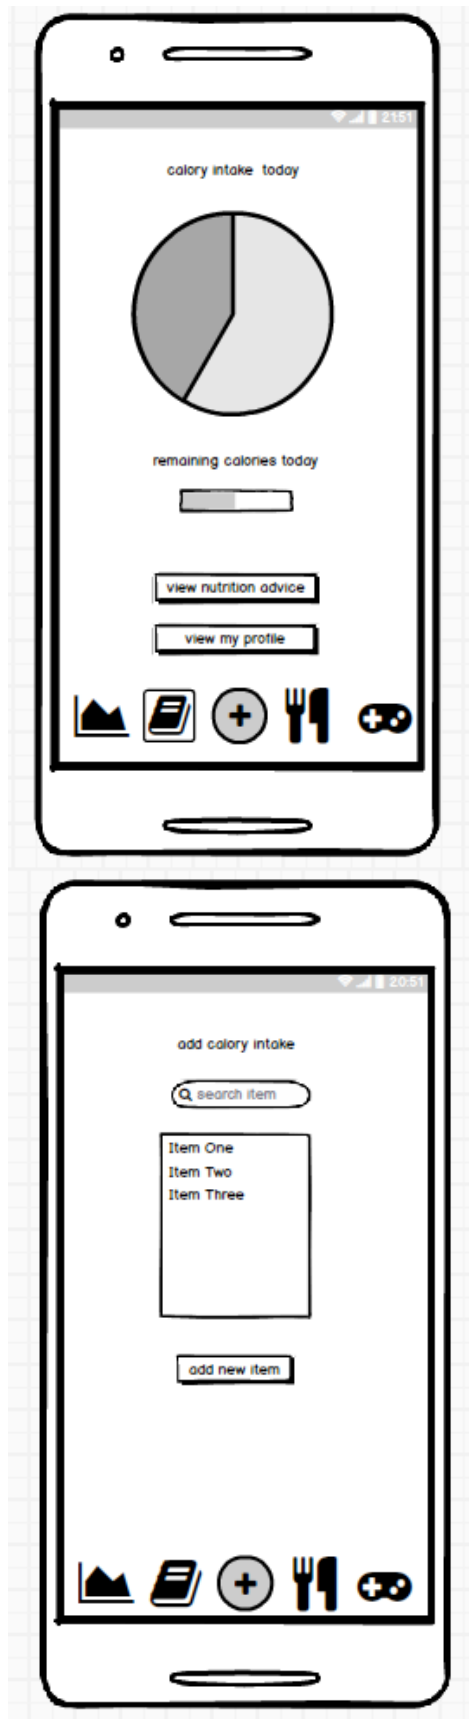 21:51
calory intake today
remaining calories today
view nutrition advice
view my profile
20:51
add calory intake
search item
Item One
Item Two
Item Three
add new item